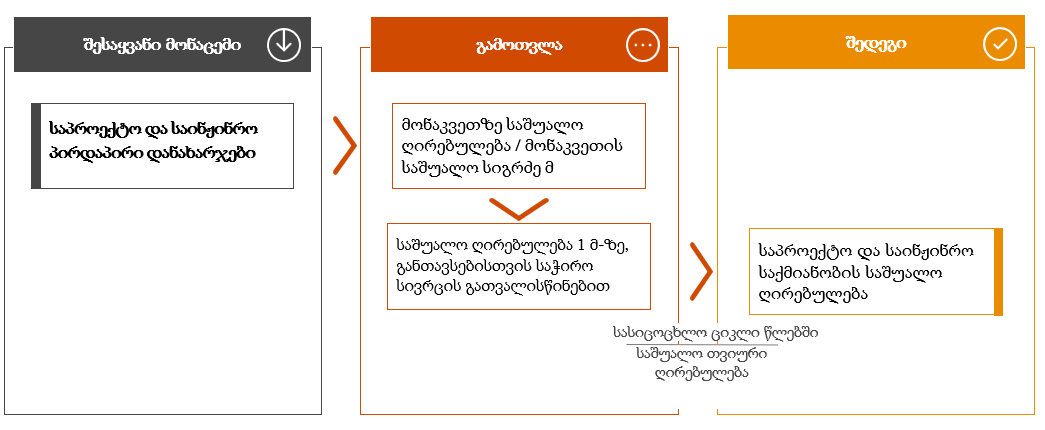 შესაყვანი მონაცემი
საპროექტო და საინჟინრო
პირდაპირი დანახარჯები
გამოთვლა
მონაკვეთზე საშუალო
ღირებულება / მონაკვეთის
საშუალო სიგრძე მ
საშუალო ღირებულება 1 მ-ზე,
განთავსებისთვის საჭირო
სივრცის გათვალისწინებით
სასიცოცხლო ციკლი წლებში
საშუალო თვიური
ღირებულება
შედეგი
საპროექტო და საინჟინრო
საქმიანობის საშუალო
ღირებულება